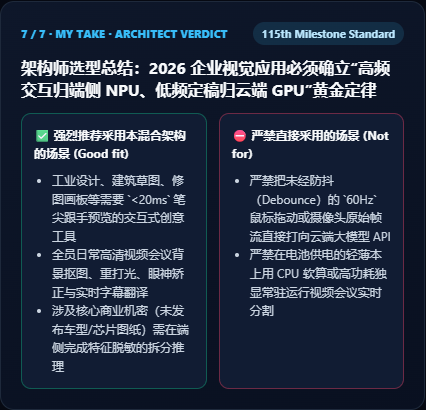 7 / 7 · MY TAKE · ARCHITECT VERDICT
115th Milestone Standard
架构师选型总结：2026 企业视觉应用必须确立“高频
交互归端侧 NPU、低频定稿归云端 GPU”黄金定律
✅ 强烈推荐采用本混合架构
的场景 (Good fit)
• 工业设计、建筑草图、修
图画板等需要 `<20ms` 笔
尖跟手预览的交互式创意
工具
• 全员日常高清视频会议背
景抠图、重打光、眼神矫
正与实时字幕翻译
• 涉及核心商业机密（未发
布车型/芯片图纸）需在端
侧完成特征脱敏的拆分推
理
⛔ 严禁直接采用的场景 (Not
for)
• 严禁把未经防抖
（Debounce）的 `60Hz`
鼠标拖动或摄像头原始帧
流直接打向云端大模型 API
• 严禁在电池供电的轻薄本
上用 CPU 软算或高功耗独
显常驻运行视频会议实时
分割